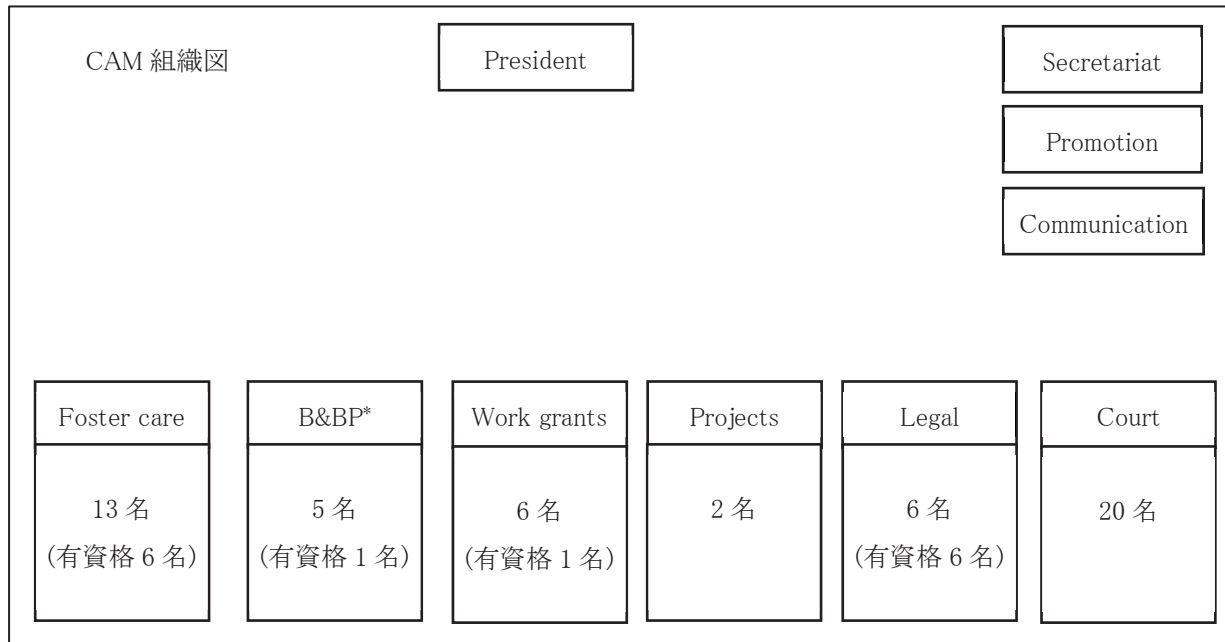 CAM 組織図
President
Secretariat
Promotion
Communication
Foster care
13 名
(有資格 6 名)
B&BP*
5 名
(有資格 1 名)
Work grants
6 名
(有資格 1 名)
Projects
2 名
Legal
6 名
(有資格 6 名)
Court
20 名